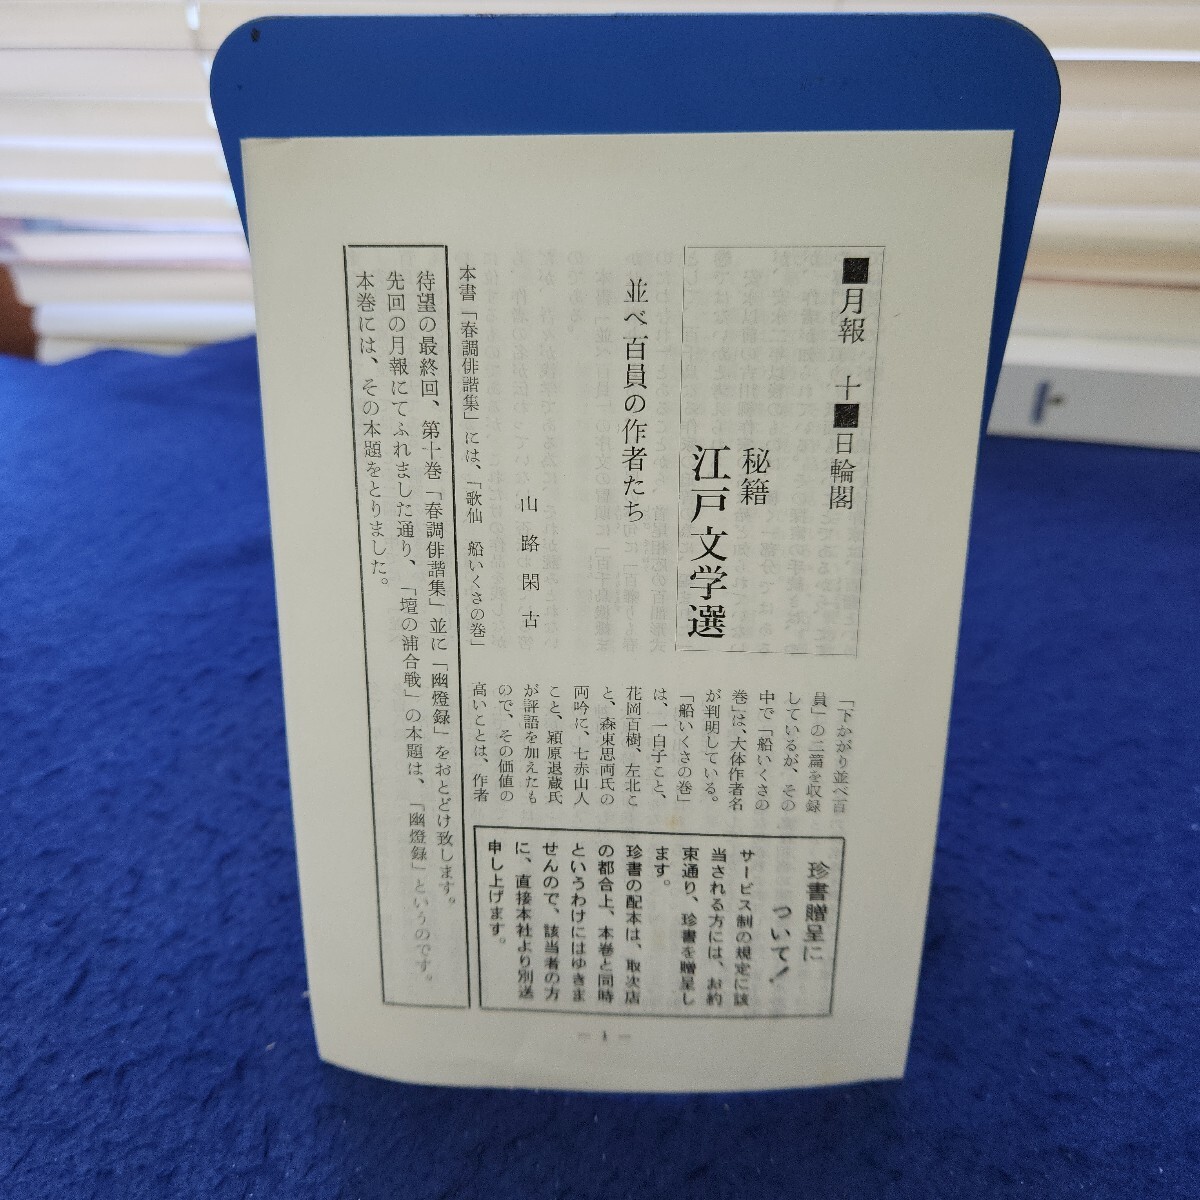 ■月報 十■日輪閣
秘籍
江戸文学選
並べ百員の作者たち
山路閑古
本書「春調俳諧集」には、「歌仙 船いくさの巻」
「下かがり並べ百
員」の二篇を収録
しているが、その
中で「船いくさの
巻」は、大体作者名
が判明している。
「船いくさの巻」
は、一自子こと、
花岡百樹、左北こ
と、森東思両氏の
両吟に、七赤山人
こと、潁原退蔵氏
が評語を加えたも
ので、その価値の
高いことは、作者
待望の最終回、第十巻「春調俳諧集」並に「幽燈録」をおとどけ致します。
先回の月報にてふれました通り、「壇の浦合戦」の本題は、「幽燈録」というのです。
本巻には、その本題をとりました。
珍書贈呈に
ついて!
サービス制の規定に該
当される方には、お約
束通り、珍書を贈呈し
ます。
珍書の配本は、取次店
の都合上、本巻と同時
というわけにはゆきま
せんので、該当者の方
に、直接本社より別送
申し上げます。
— 1 —